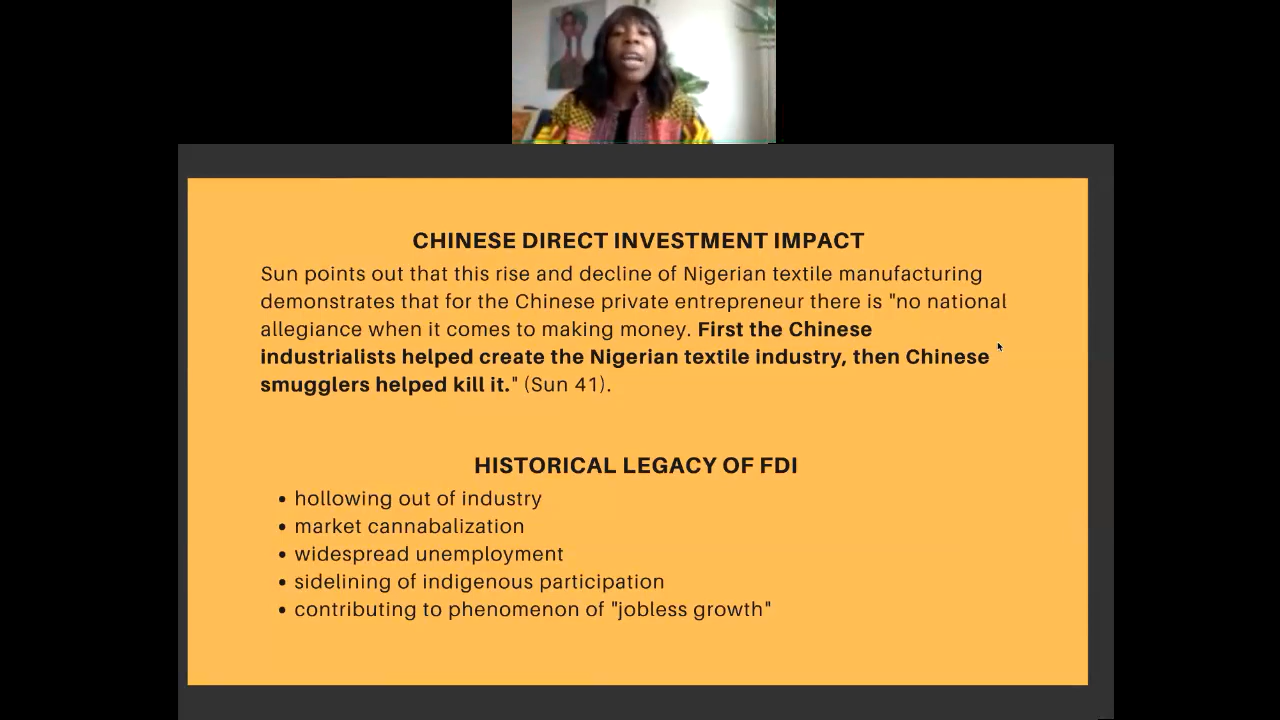 CHINESE DIRECT INVESTMENT IMPACT
Sun points out that this rise and decline of Nigerian textile manufacturing
demonstrates that for the Chinese private entrepreneur there is "no national
allegiance when it comes to making money. First the Chinese
industrialists helped create the Nigerian textile industry, then Chinese
smugglers helped kill it." (Sun 41).
HISTORICAL LEGACY OF FDI
• hollowing out of industry
• market cannabalization
• widespread unemployment
• sidelining of indigenous participation
• contributing to phenomenon of "jobless growth"